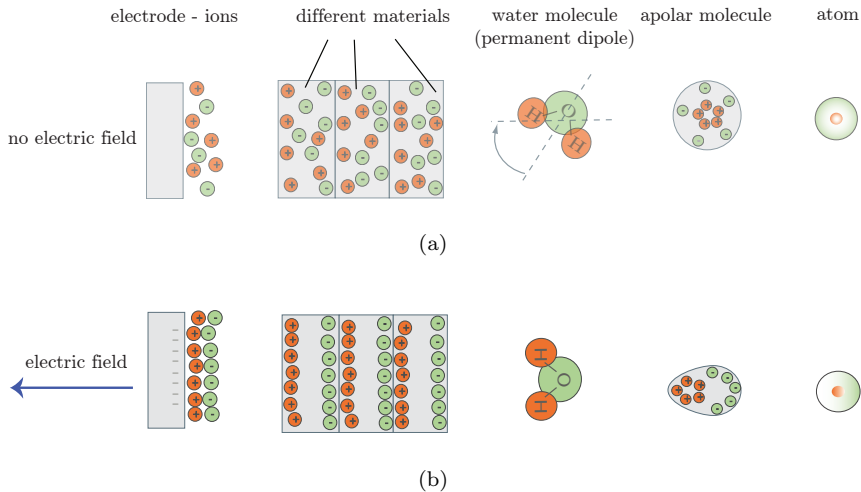 electrode - ions
different materials
water molecule
(permanent dipole)
apolar molecule
atom
no electric field
O
H
H
(a)
electric field
H
O
H
(b)